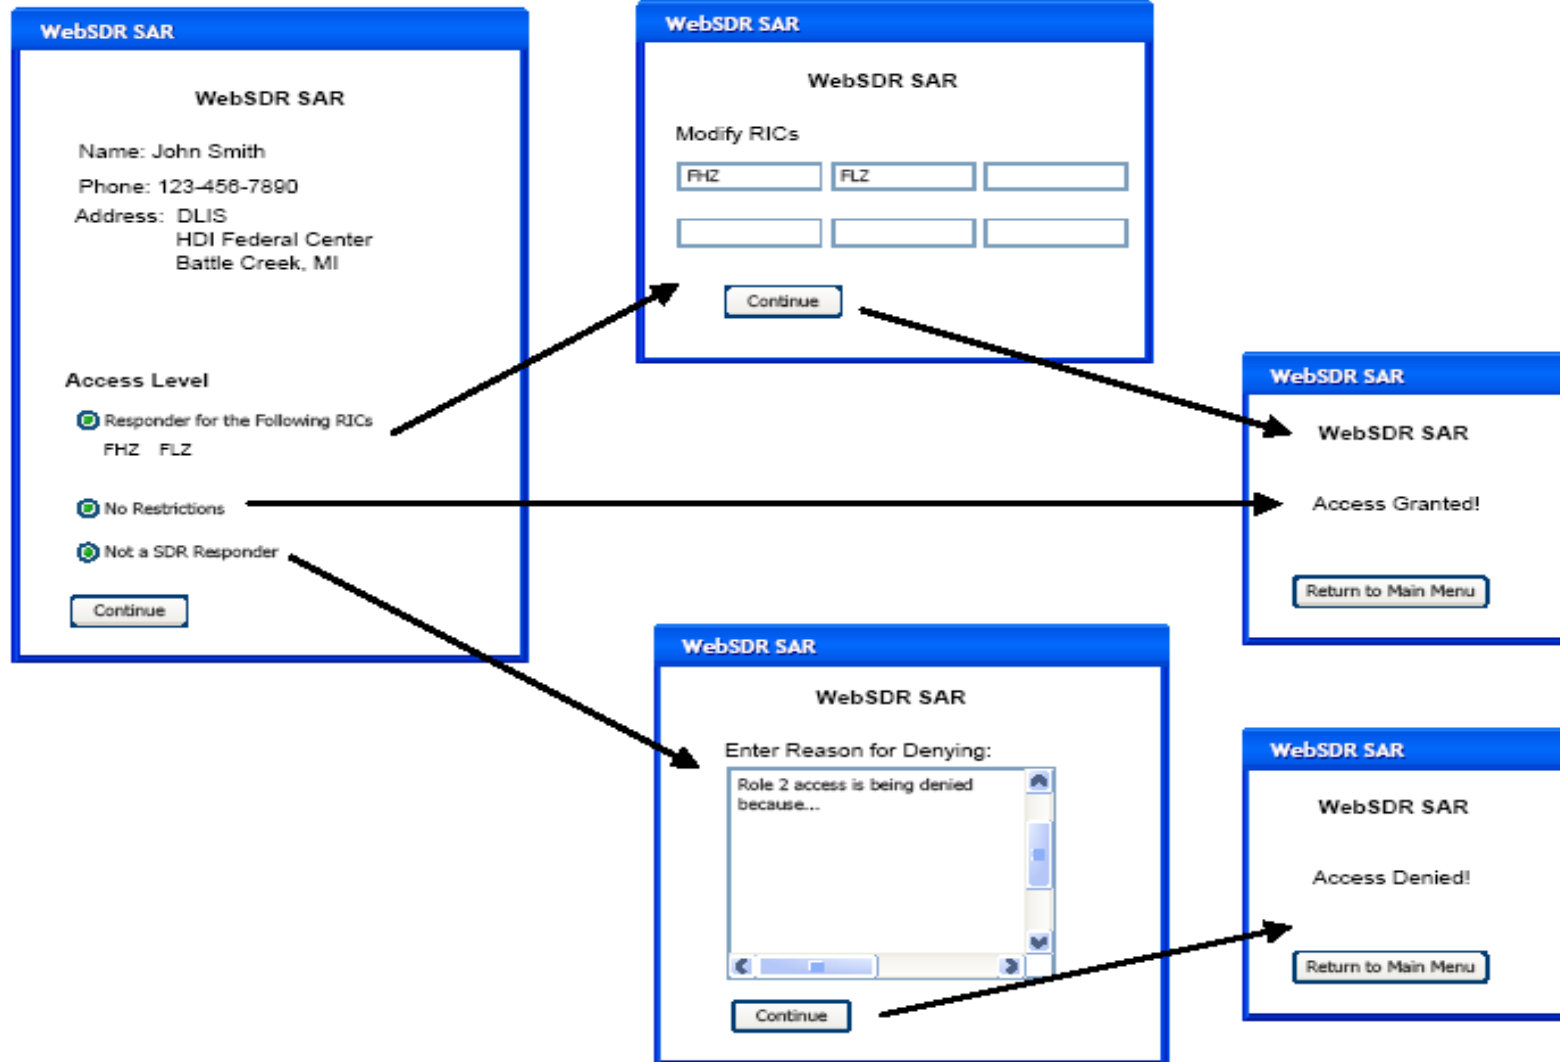 WebSDR SAR
WebSDR SAR
Name: John Smith
Phone: 123-456-7890
Address: DLIS
HDI Federal Center
Battle Creek, MI
Access Level
Responder for the Following RICs
FHZ FLZ
No Restrictions
Not a SDR Responder
Continue
WebSDR SAR
WebSDR SAR
Modify RICs
FHZ FLZ
Continue
WebSDR SAR
WebSDR SAR
Access Granted!
Return to Main Menu
WebSDR SAR
WebSDR SAR
Enter Reason for Denying:
Role 2 access is being denied
because...
Continue
WebSDR SAR
WebSDR SAR
Access Denied!
Return to Main Menu